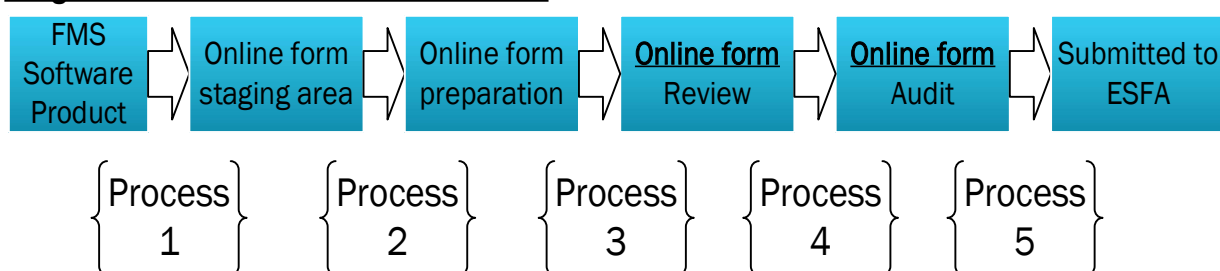 FMS
Software
Product
Online form
staging area
Online form
preparation
Online form
Review
Online form
Audit
Submitted to
ESFA
Process
1
Process
2
Process
3
Process
4
Process
5